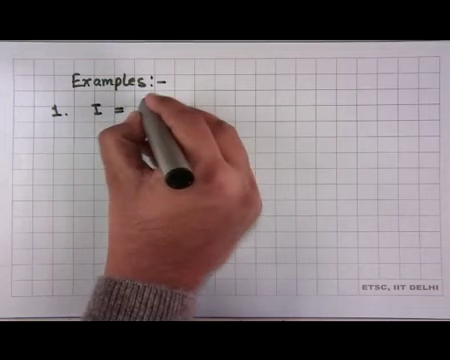 Examples:-
1. I =
ETSC, IIT DELHI